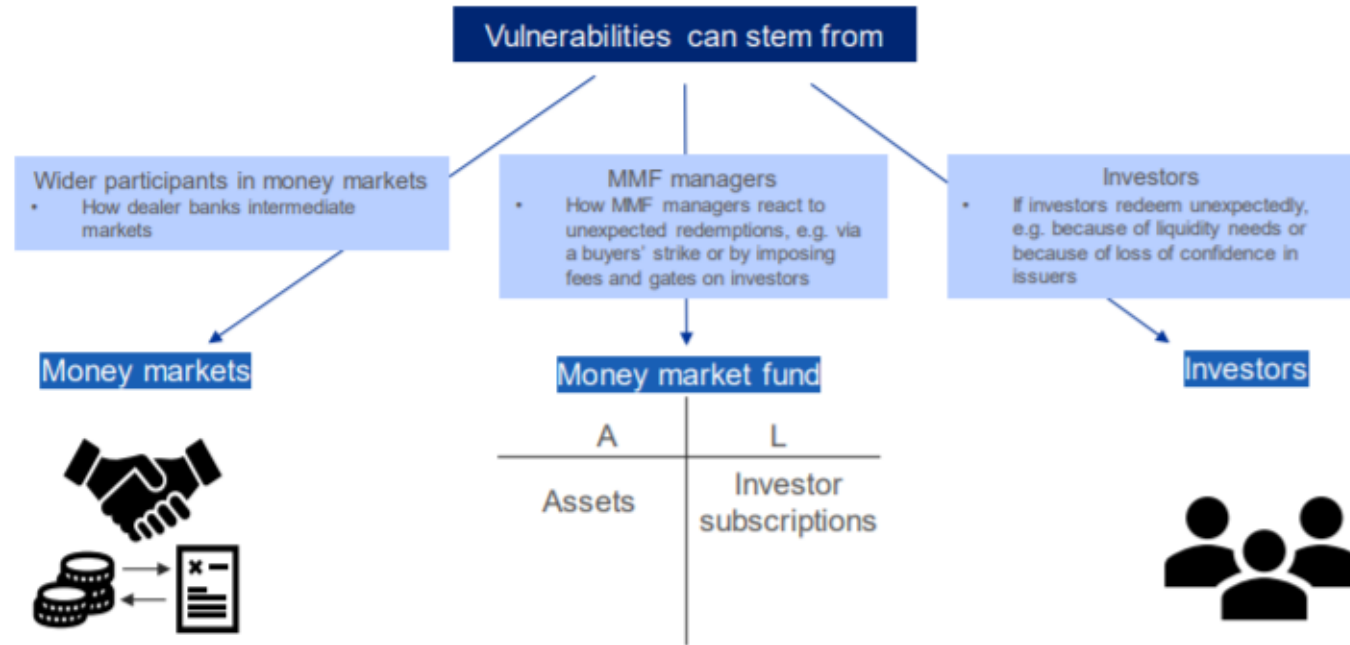 Vulnerabilities can stem from
Wider participants in money markets
• How dealer banks intermediate
markets
MMF managers
• How MMF managers react to
unexpected redemptions, e.g. via
a buyers' strike or by imposing
fees and gates on investors
Investors
• If investors redeem unexpectedly,
e.g. because of liquidity needs or
because of loss of confidence in
issuers
Money markets
Money market fund
Investors
A L
Assets
Investor
subscriptions